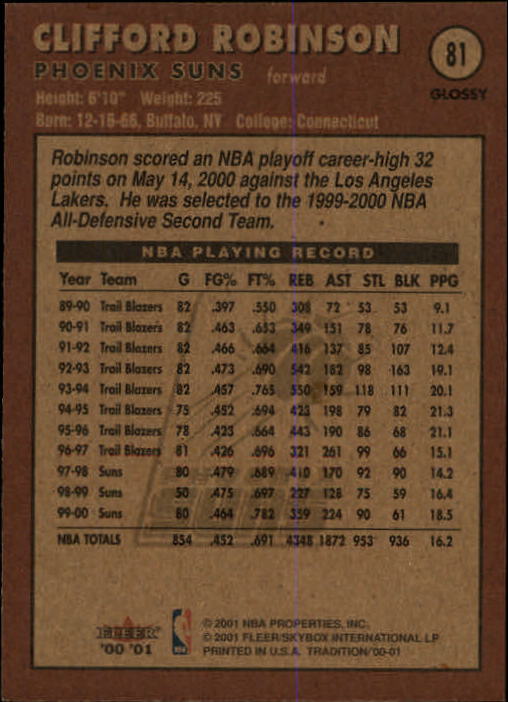 CLIFFORD ROBINSON
81
PHOENIX SUNS forward
GLOSSY
Height: 6'10" Weight: 225
Born: 12-16-66, Buffalo, NY College: Connecticut
Robinson scored an NBA playoff career-high 32
points on May 14, 2000 against the Los Angeles
Lakers. He was selected to the 1999-2000 NBA
All-Defensive Second Team.
NBA PLAYING RECORD
Year Team G FG% FT% REB AST STL BLK PPG
89-90 Trail Blazers 82 .397 .550 308 72 53 53 9.1
90-91 Trail Blazers 82 .463 .653 349 151 78 76 11.7
91-92 Trail Blazers 82 .466 .664 416 137 85 107 12.4
92-93 Trail Blazers 82 .473 .690 542 182 98 163 19.1
93-94 Trail Blazers 82 .457 .765 550 159 118 111 20.1
94-95 Trail Blazers 75 .452 .694 423 198 79 82 21.3
95-96 Trail Blazers 78 .423 .664 443 190 86 68 21.1
96-97 Trail Blazers 81 .426 .696 321 261 99 66 15.1
97-98 Suns 80 .479 .689 410 170 92 90 14.2
98-99 Suns 50 .475 .697 227 128 75 59 16.4
99-00 Suns 80 .464 .782 359 224 90 61 18.5
NBA TOTALS 854 .452 .691 4348 1872 953 936 16.2
FLEER
'00 '01
© 2001 NBA PROPERTIES, INC.
© 2001 FLEER/SKYBOX INTERNATIONAL LP
PRINTED IN U.S.A. TRADITION/'00-01